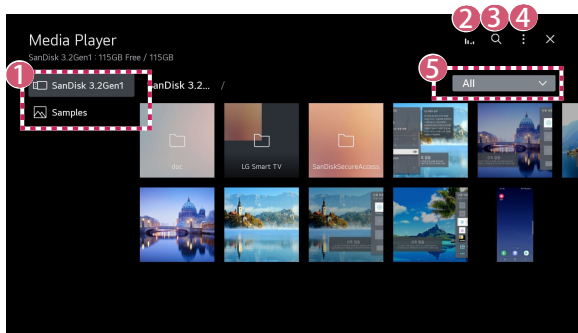 2 3 4
Media Player
SanDisk 3.2Gen1 : 115GB Free / 115GB
1
5
SanDisk 3.2Gen1
anDisk 3.2... /
All
Samples
doc
LG Smart TV
SanDiskSecureAccess